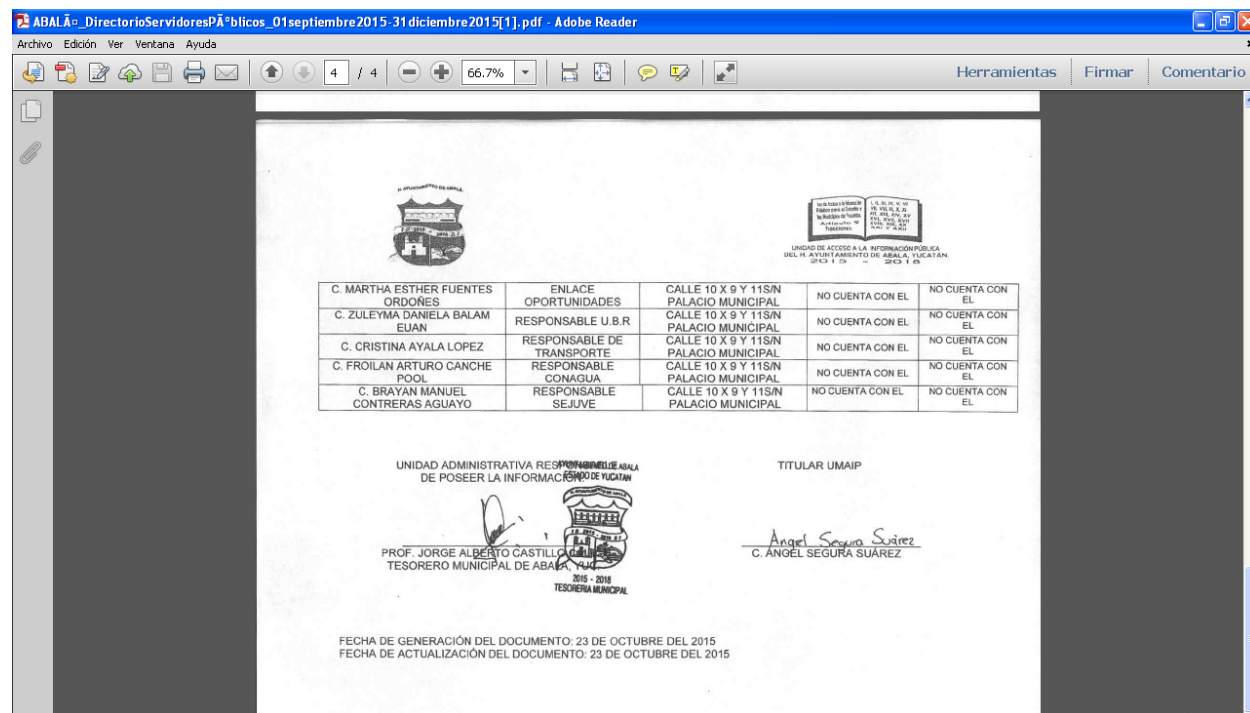 ABALÃ¤_DirectorioServidoresPÃºblicos_01septiembre2015-31diciembre2015[1].pdf - Adobe Reader
Archivo Edición Ver Ventana Ayuda
4 / 4 66.7% Herramientas Firmar Comentario
H. AYUNTAMIENTO DE ABALA.
UNIDAD DE ACCESO A LA INFORMACIÓN PÚBLICA
DEL H. AYUNTAMIENTO DE ABALA, YUCATÁN.
2015 - 2018
C. MARTHA ESTHER FUENTES ENLACE CALLE 10 X 9 Y 11S/N NO CUENTA CON EL NO CUENTA CON
ORDOÑES OPORTUNIDADES PALACIO MUNICIPAL EL
C. ZULEYMA DANIELA BALAM RESPONSABLE U.B.R CALLE 10 X 9 Y 11S/N NO CUENTA CON EL NO CUENTA CON
EUAN PALACIO MUNICIPAL EL
C. CRISTINA AYALA LOPEZ RESPONSABLE DE CALLE 10 X 9 Y 11S/N NO CUENTA CON EL NO CUENTA CON
TRANSPORTE PALACIO MUNICIPAL EL
C. FROILAN ARTURO CANCHE RESPONSABLE CALLE 10 X 9 Y 11S/N NO CUENTA CON EL NO CUENTA CON
POOL CONAGUA PALACIO MUNICIPAL EL
C. BRAYAN MANUEL RESPONSABLE CALLE 10 X 9 Y 11S/N NO CUENTA CON EL NO CUENTA CON
CONTRERAS AGUAYO SEJUVE PALACIO MUNICIPAL EL
UNIDAD ADMINISTRATIVA TITULAR UMAIP
DE POSEER LA ESTADO DE YUCATAN
Angel Segura Suárez
PROF. JORGE ALBERTO C. ÁNGEL SEGURA SUÁREZ
TESORERO MUNICIPAL DE ABALA, YUC.
2015 - 2018
TESORERIA MUNICIPAL
FECHA DE GENERACIÓN DEL DOCUMENTO: 23 DE OCTUBRE DEL 2015
FECHA DE ACTUALIZACIÓN DEL DOCUMENTO: 23 DE OCTUBRE DEL 2015